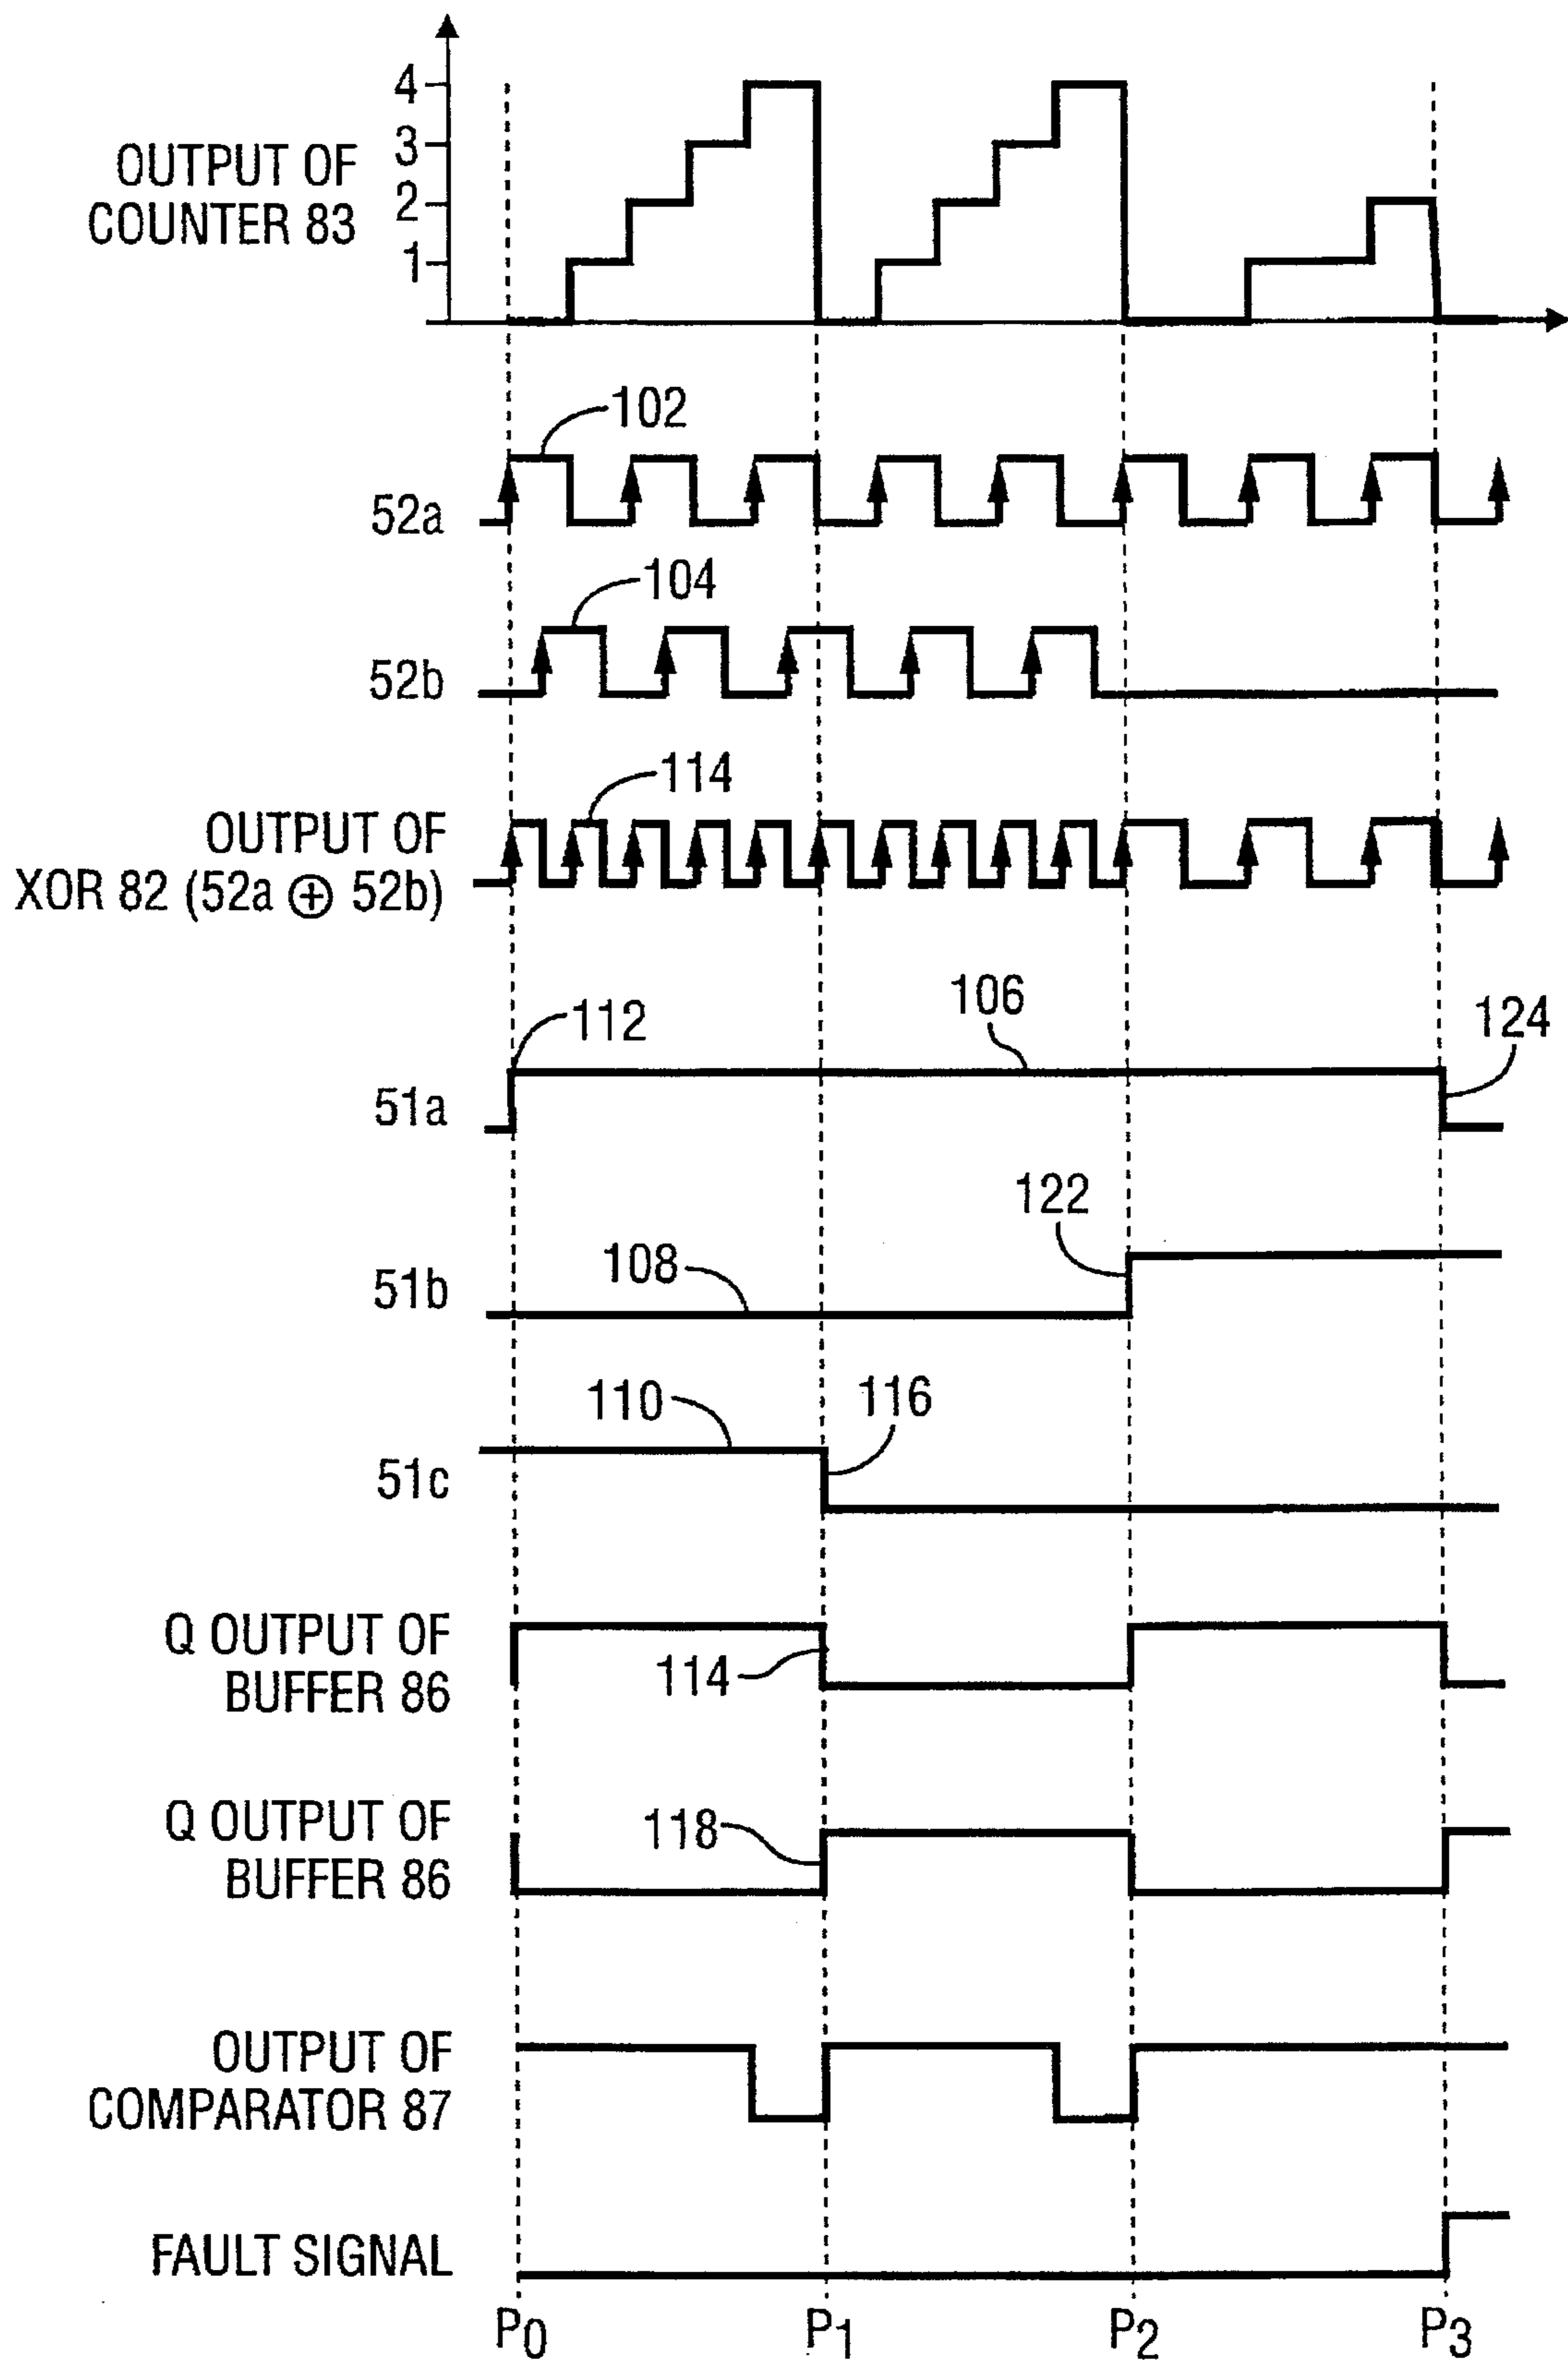 4
3
2
1
OUTPUT OF
COUNTER 83
102
52a
104
52b
114
OUTPUT OF
XOR 82 (52a ⊕ 52b)
106
112
124
51a
122
108
51b
110
116
51c
Q OUTPUT OF
BUFFER 86
114
Q OUTPUT OF
BUFFER 86
118
OUTPUT OF
COMPARATOR 87
FAULT SIGNAL
P0 P1 P2 P3